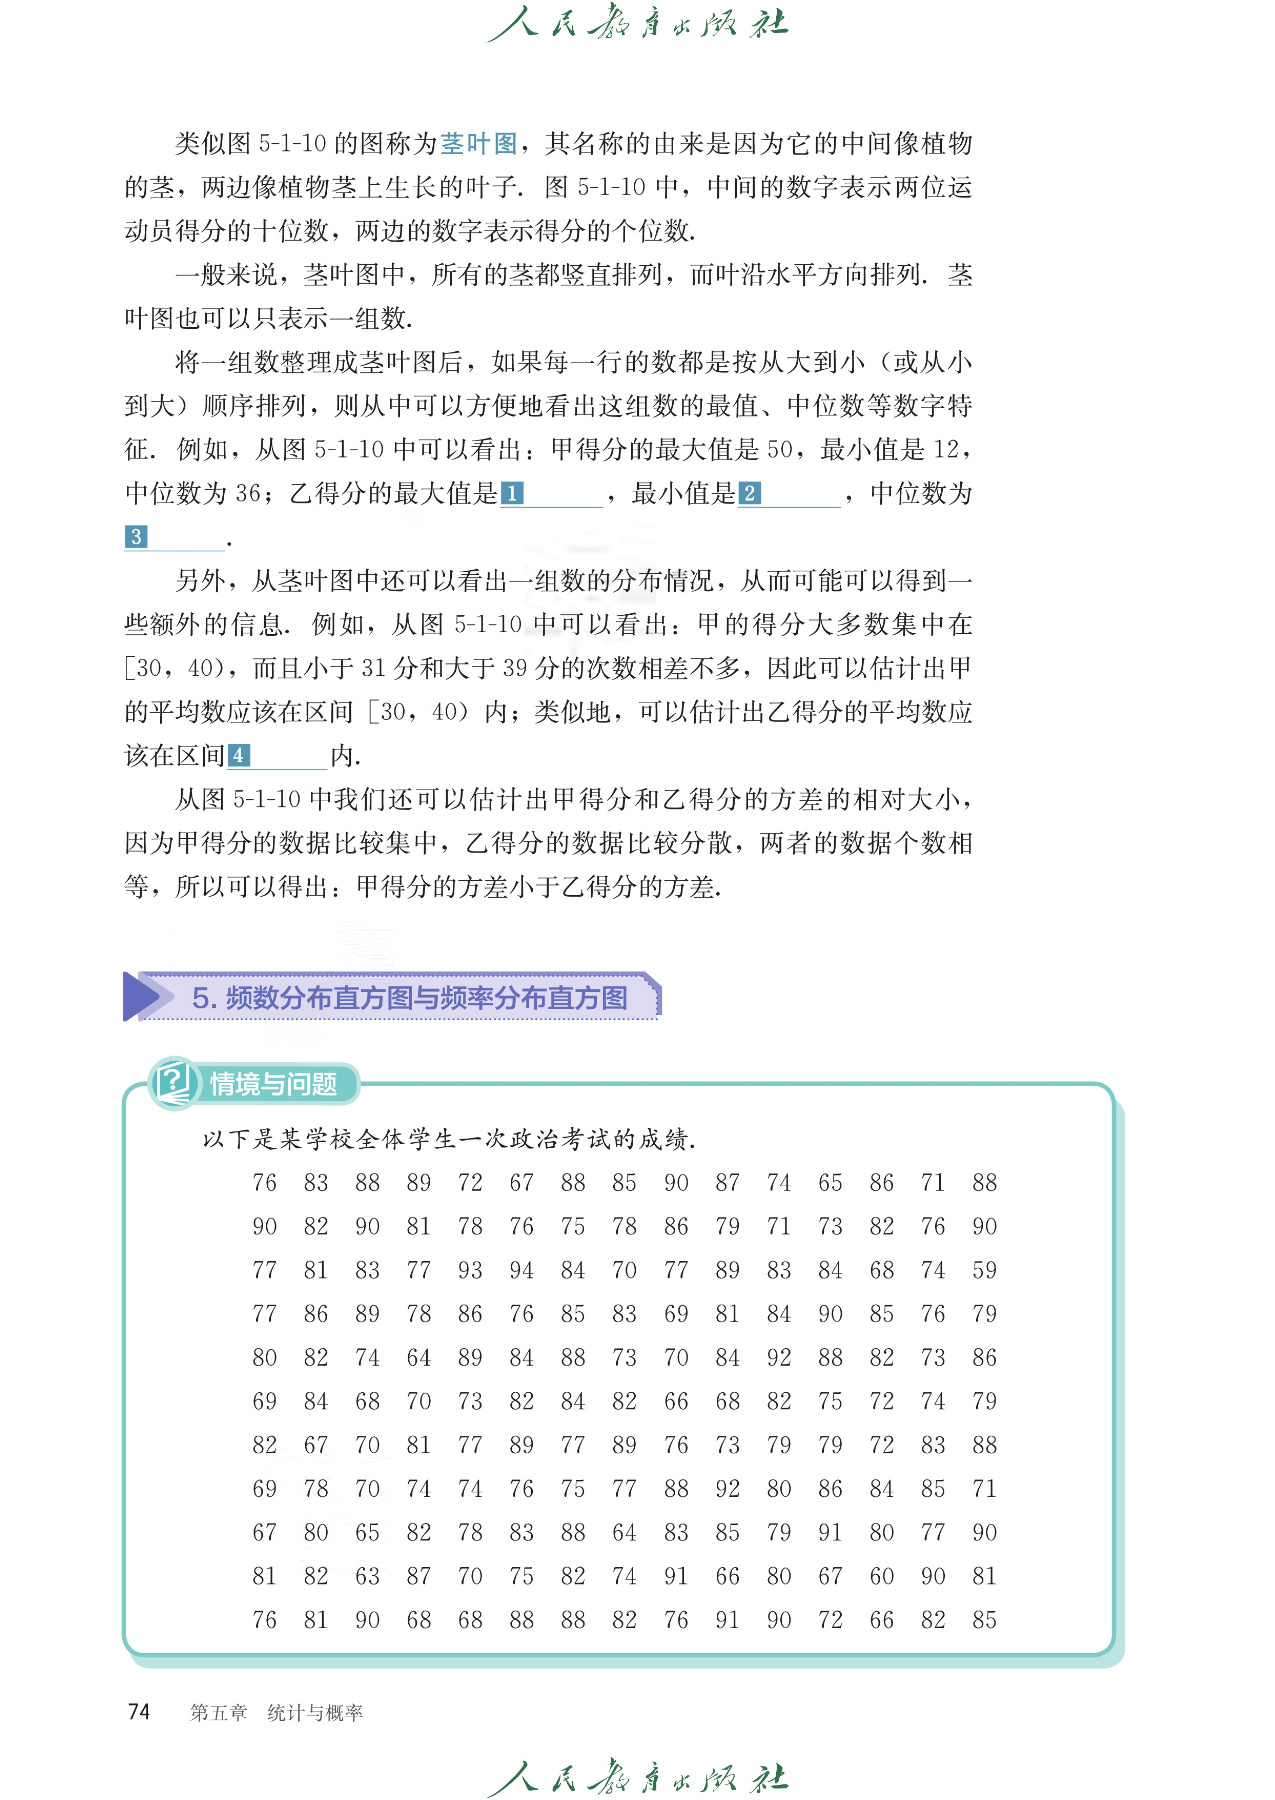 人民教育出版社
类似图 5-1-10 的图称为茎叶图，其名称的由来是因为它的中间像植物
的茎，两边像植物茎上生长的叶子．图 5-1-10 中，中间的数字表示两位运
动员得分的十位数，两边的数字表示得分的个位数．
一般来说，茎叶图中，所有的茎都竖直排列，而叶沿水平方向排列．茎
叶图也可以只表示一组数．
将一组数整理成茎叶图后，如果每一行的数都是按从大到小（或从小
到大）顺序排列，则从中可以方便地看出这组数的最值、中位数等数字特
征．例如，从图 5-1-10 中可以看出：甲得分的最大值是 50，最小值是 12，
中位数为 36；乙得分的最大值是 1 ，最小值是 2 ，中位数为
3 ．
另外，从茎叶图中还可以看出一组数的分布情况，从而可能可以得到一
些额外的信息．例如，从图 5-1-10 中可以看出：甲的得分大多数集中在
[30，40)，而且小于 31 分和大于 39 分的次数相差不多，因此可以估计出甲
的平均数应该在区间［30，40）内；类似地，可以估计出乙得分的平均数应
该在区间 4 内．
从图 5-1-10 中我们还可以估计出甲得分和乙得分的方差的相对大小，
因为甲得分的数据比较集中，乙得分的数据比较分散，两者的数据个数相
等，所以可以得出：甲得分的方差小于乙得分的方差．
5. 频数分布直方图与频率分布直方图
? 情境与问题
以下是某学校全体学生一次政治考试的成绩．
76 83 88 89 72 67 88 85 90 87 74 65 86 71 88
90 82 90 81 78 76 75 78 86 79 71 73 82 76 90
77 81 83 77 93 94 84 70 77 89 83 84 68 74 59
77 86 89 78 86 76 85 83 69 81 84 90 85 76 79
80 82 74 64 89 84 88 73 70 84 92 88 82 73 86
69 84 68 70 73 82 84 82 66 68 82 75 72 74 79
82 67 70 81 77 89 77 89 76 73 79 79 72 83 88
69 78 70 74 74 76 75 77 88 92 80 86 84 85 71
67 80 65 82 78 83 88 64 83 85 79 91 80 77 90
81 82 63 87 70 75 82 74 91 66 80 67 60 90 81
76 81 90 68 68 88 88 82 76 91 90 72 66 82 85
74 第五章 统计与概率
人民教育出版社